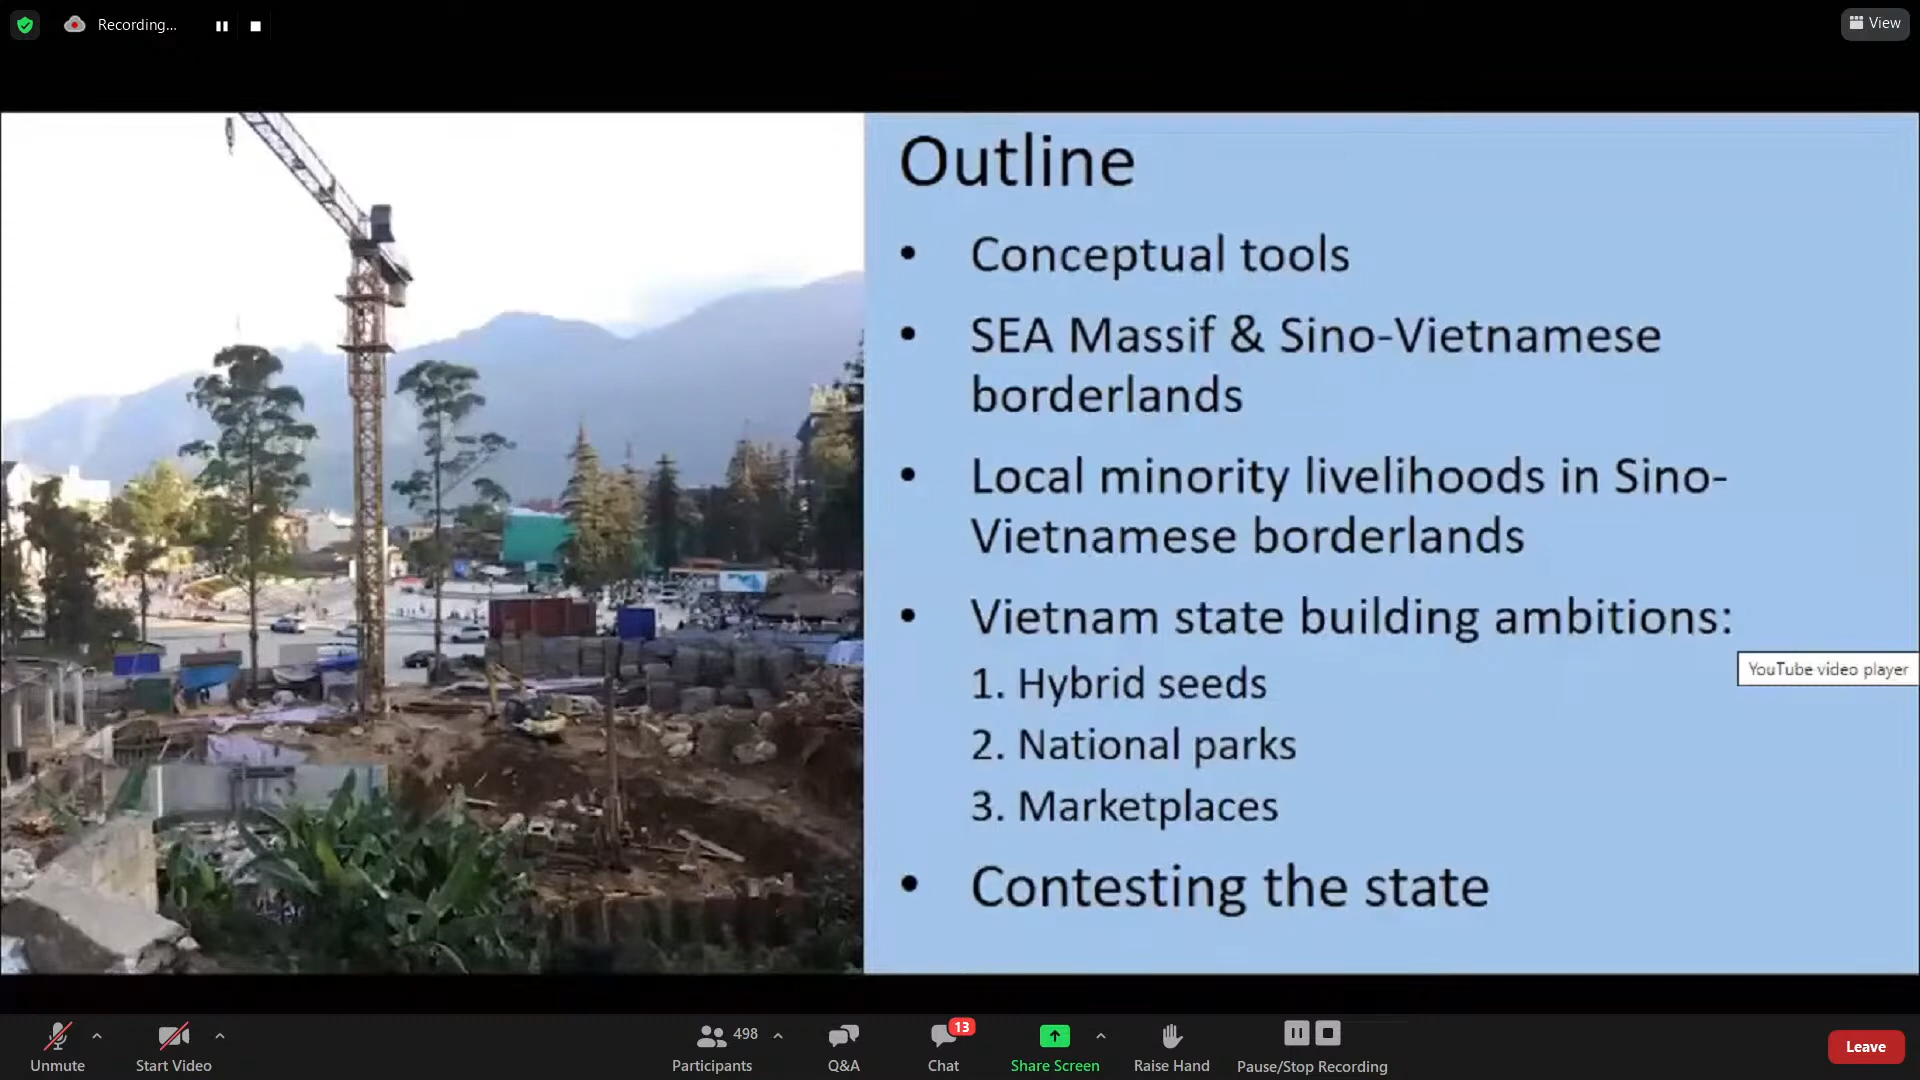 Recording...
View
Outline
• Conceptual tools
• SEA Massif & Sino-Vietnamese
borderlands
• Local minority livelihoods in Sino-
Vietnamese borderlands
• Vietnam state building ambitions:
YouTube video player
1. Hybrid seeds
2. National parks
3. Marketplaces
• Contesting the state
Unmute
Start Video
498
Participants
Q&A
13
Chat
Share Screen
Raise Hand
Pause/Stop Recording
Leave